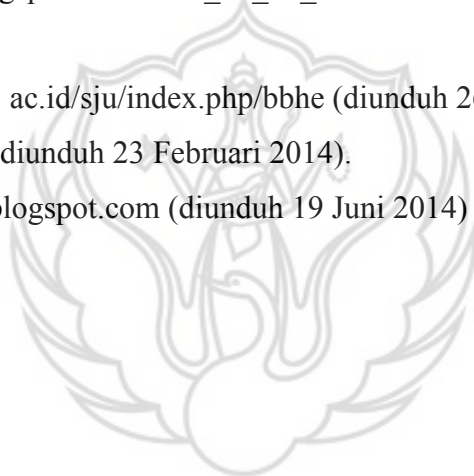 ac.id/sju/index.php/bbhe (diunduh 2
diunduh 23 Februari 2014).
logspot.com (diunduh 19 Juni 2014)